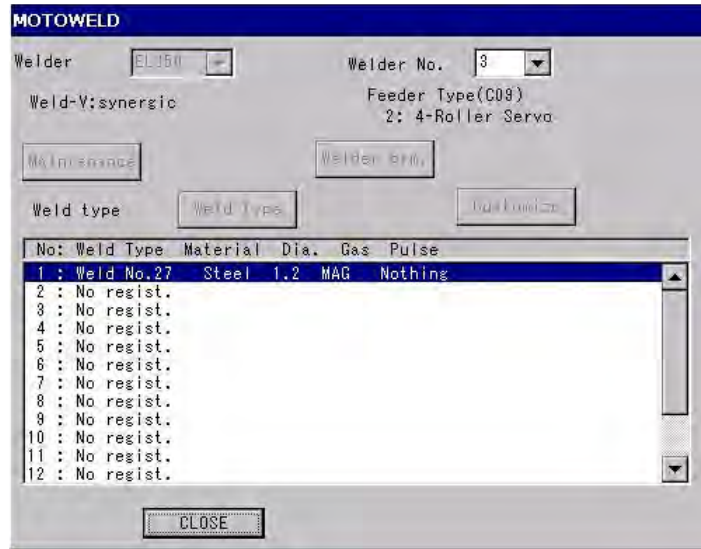 MOTOWELD
Welder EL350 Welder No. 3
Weld-V:synergic Feeder Type(C09)
2: 4-Roller Servo
Maintenance Welder prm.
Weld type Weld Type Customize
No: Weld Type Material Dia. Gas Pulse
1 : Weld No.27 Steel 1.2 MAG Nothing
2 : No regist.
3 : No regist.
4 : No regist.
5 : No regist.
6 : No regist.
7 : No regist.
8 : No regist.
9 : No regist.
10 : No regist.
11 : No regist.
12 : No regist.
CLOSE